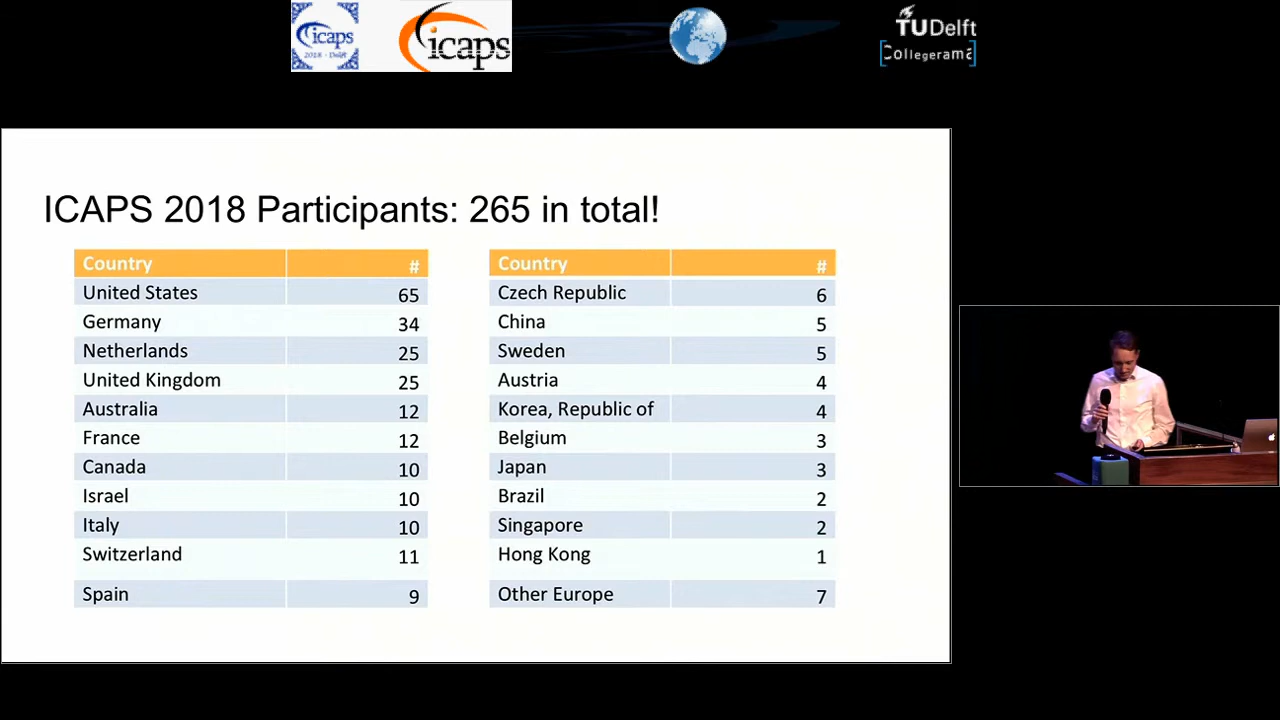 icaps
2018 - Delft
icaps
TUDelft
Collegerama
ICAPS 2018 Participants: 265 in total!
Country #
United States 65
Germany 34
Netherlands 25
United Kingdom 25
Australia 12
France 12
Canada 10
Israel 10
Italy 10
Switzerland 11
Spain 9
Country #
Czech Republic 6
China 5
Sweden 5
Austria 4
Korea, Republic of 4
Belgium 3
Japan 3
Brazil 2
Singapore 2
Hong Kong 1
Other Europe 7